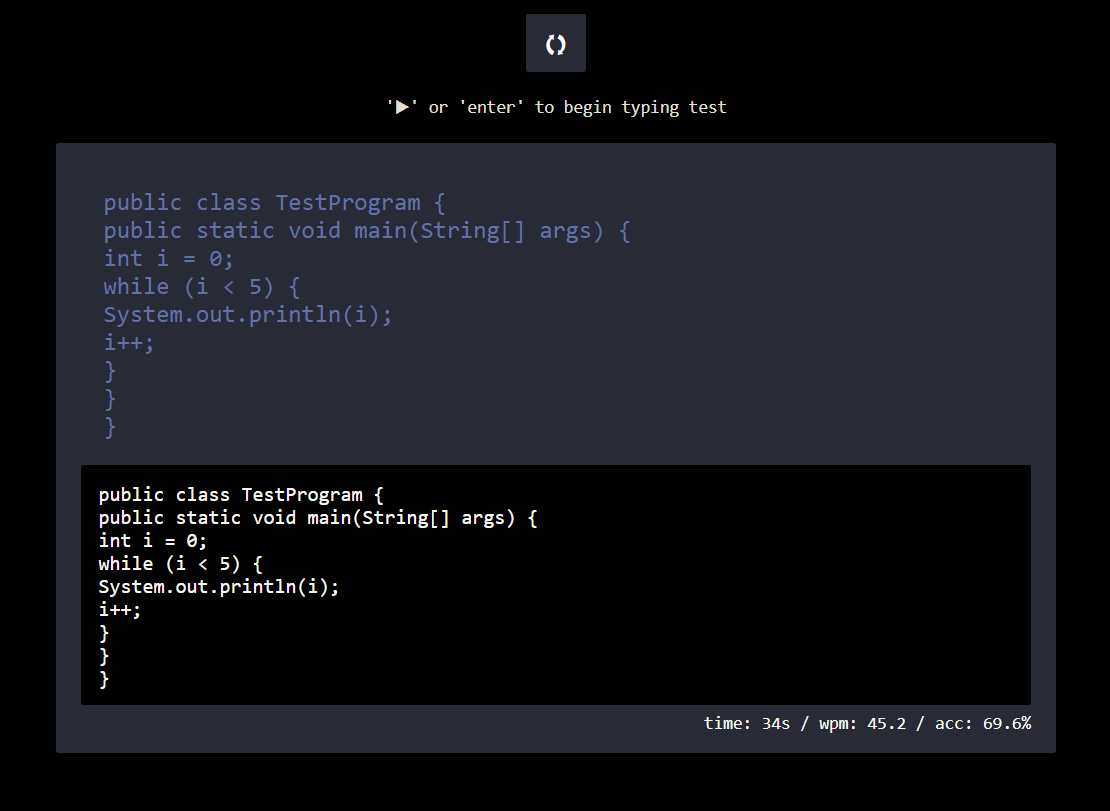 '▶' or 'enter' to begin typing test
public class TestProgram {
public static void main(String[] args) {
int i = 0;
while (i < 5) {
System.out.println(i);
i++;
}
}
}
public class TestProgram {
public static void main(String[] args) {
int i = 0;
while (i < 5) {
System.out.println(i);
i++;
}
}
}
time: 34s / wpm: 45.2 / acc: 69.6%